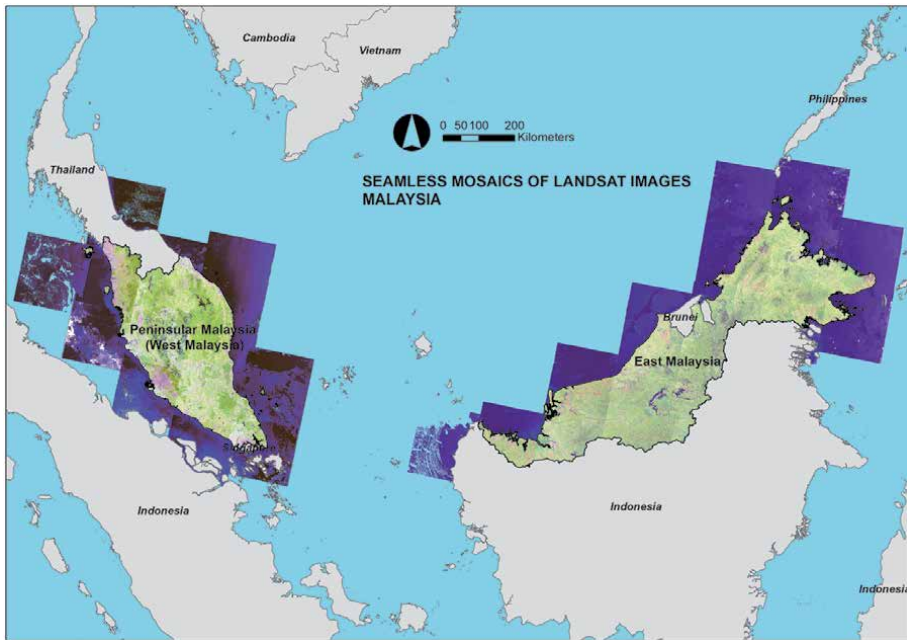 Cambodia
Vietnam
Philippines
0 50 100 200
Kilometers
Thailand
SEAMLESS MOSAICS OF LANDSAT IMAGES
MALAYSIA
Brunei
Peninsular Malaysia
(West Malaysia)
East Malaysia
Singapore
Indonesia
Indonesia
Indonesia